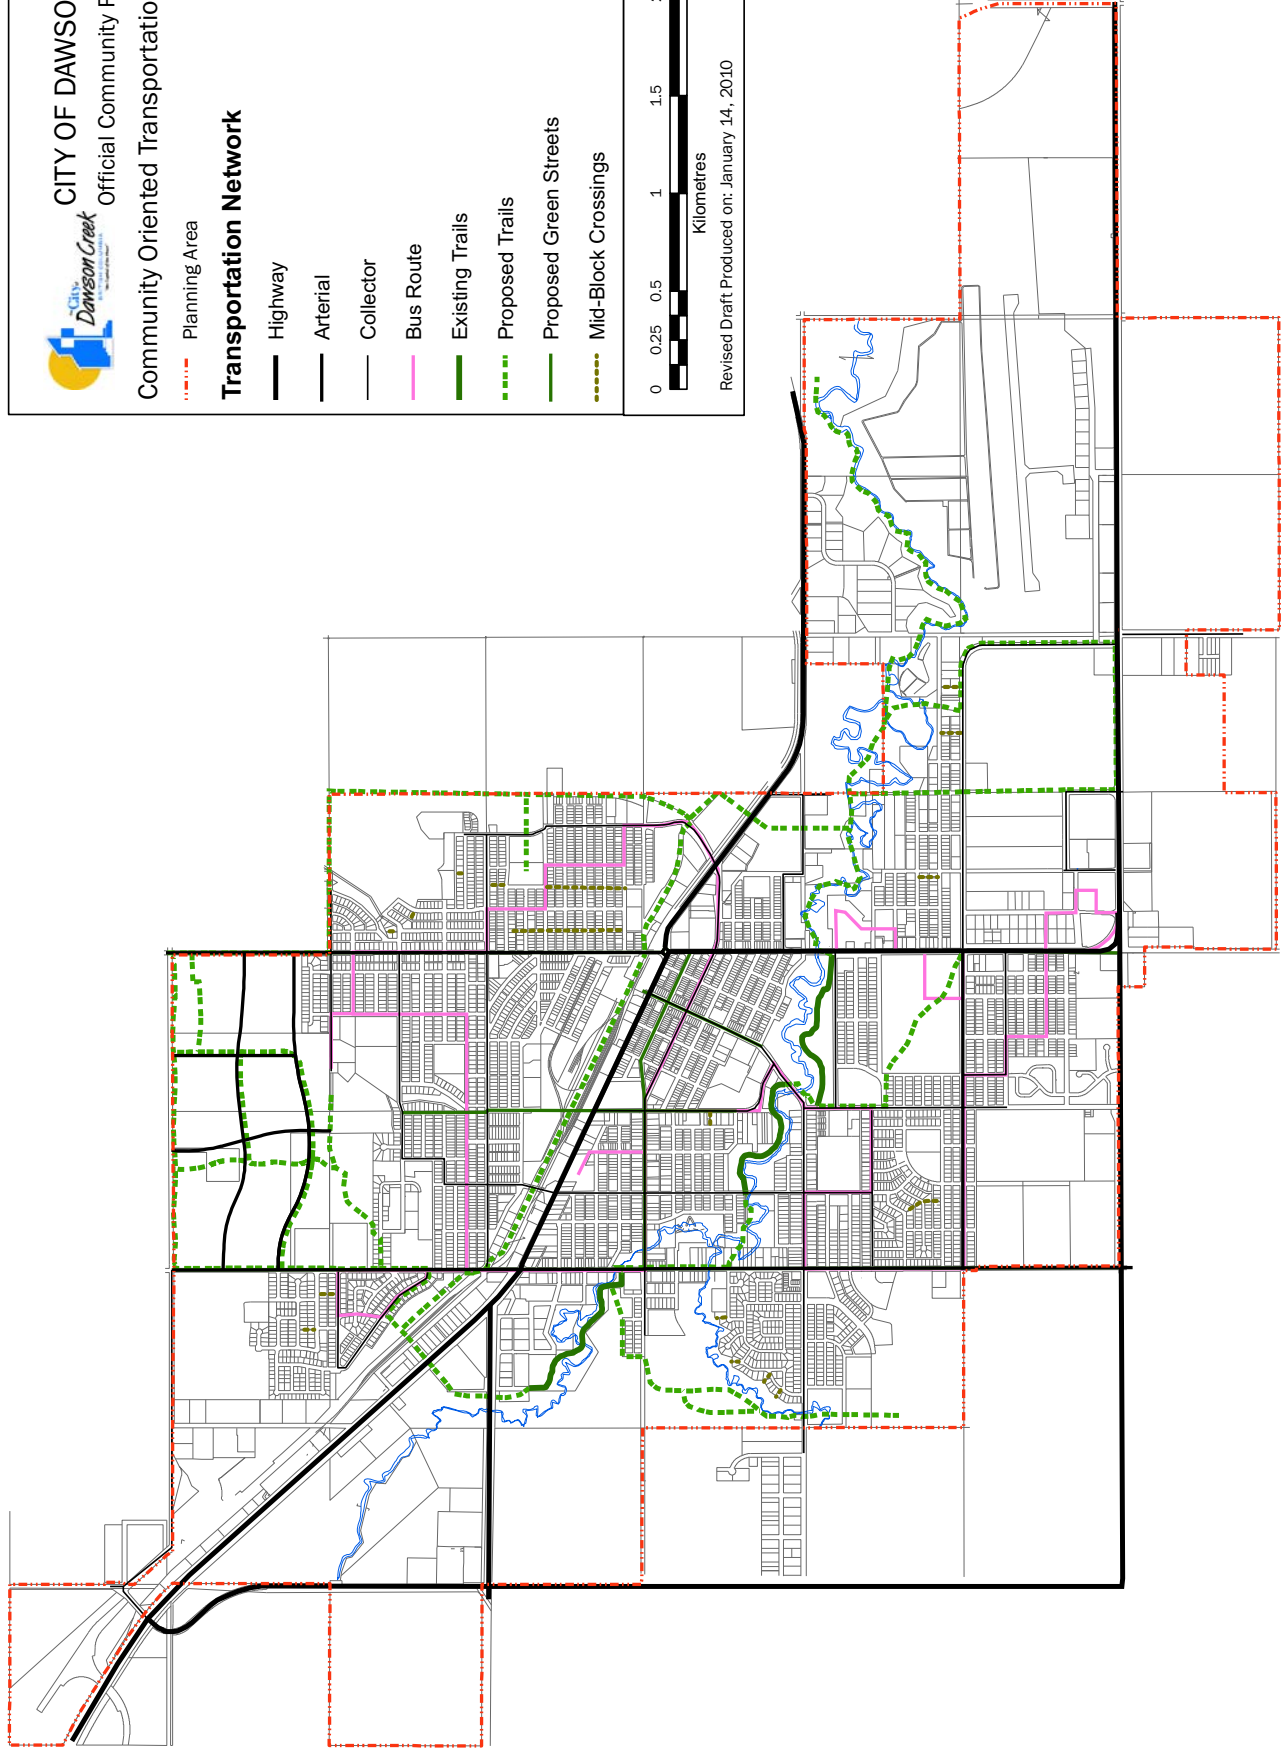 CITY OF DAWSO
Official Community P
City of
Dawson Creek
BRITISH COLUMBIA
Community Oriented Transportatio
Planning Area
Transportation Network
Highway
Arterial
Collector
Bus Route
Existing Trails
Proposed Trails
Proposed Green Streets
Mid-Block Crossings
0 0.25 0.5 1 1.5
Kilometres
Revised Draft Produced on: January 14, 2010